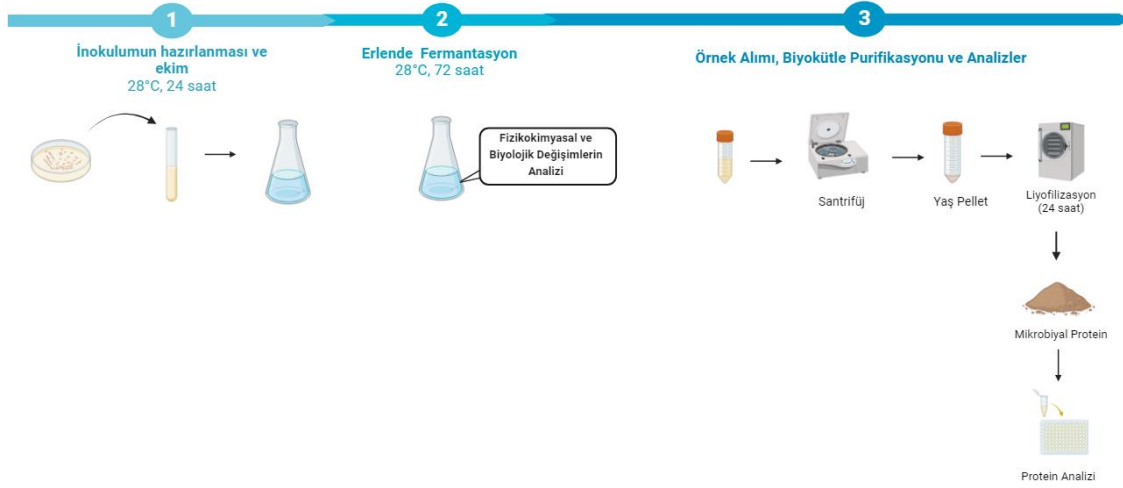 1
İnokulumun hazırlanması ve
ekim
28°C, 24 saat
2
Erlende Fermantasyon
28°C, 72 saat
Fizikokimyasal ve
Biyolojik Değişimlerin
Analizi
3
Örnek Alımı, Biyokütle Purifikasyonu ve Analizler
Santrifüj
Yaş Pellet
Liyofilizasyon
(24 saat)
Mikrobiyal Protein
Protein Analizi